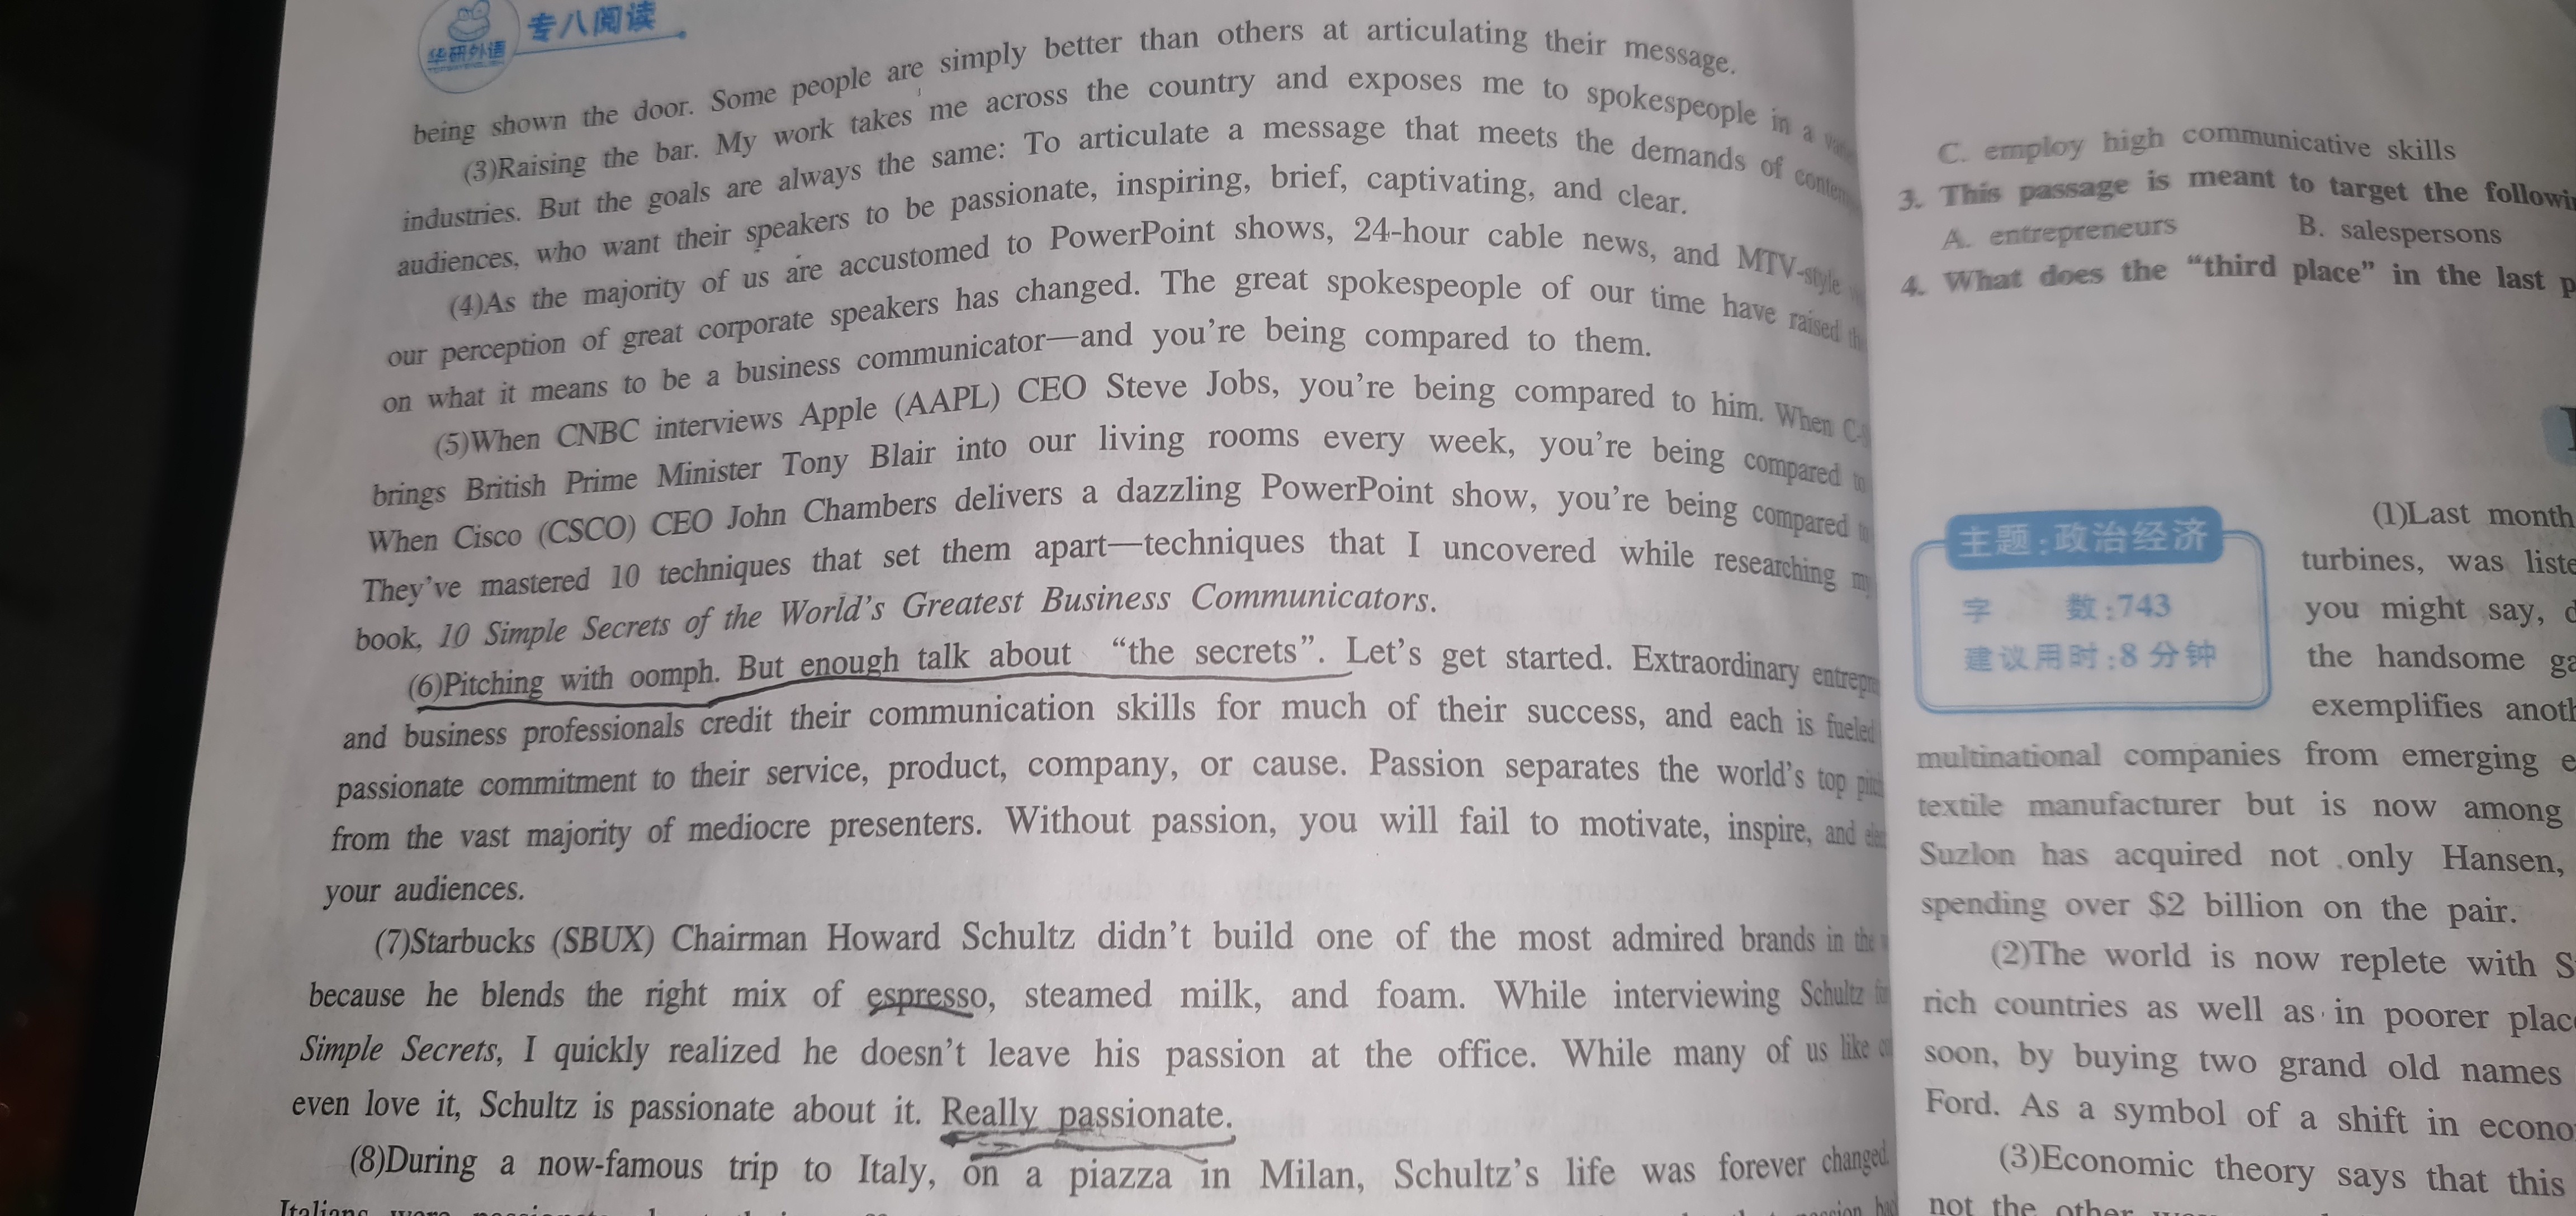 华研外语
专八阅读
being shown the door. Some people are simply better than others at articulating their message.
(3)Raising the bar. My work takes me across the country and exposes me to spokespeople in a
industries. But the goals are always the same: To articulate a message that meets the demands of
audiences, who want their speakers to be passionate, inspiring, brief, captivating, and clear.
(4)As the majority of us are accustomed to PowerPoint shows, 24-hour cable news, and MTV-style
our perception of great corporate speakers has changed. The great spokespeople of our time have raised
on what it means to be a business communicator—and you're being compared to them.
(5)When CNBC interviews Apple (AAPL) CEO Steve Jobs, you're being compared to him. When
brings British Prime Minister Tony Blair into our living rooms every week, you're being compared to
When Cisco (CSCO) CEO John Chambers delivers a dazzling PowerPoint show, you're being compared
They've mastered 10 techniques that set them apart—techniques that I uncovered while researching
book, 10 Simple Secrets of the World's Greatest Business Communicators.
(6)Pitching with oomph. But enough talk about "the secrets". Let's get started. Extraordinary
and business professionals credit their communication skills for much of their success, and each is fueled
passionate commitment to their service, product, company, or cause. Passion separates the world's top
from the vast majority of mediocre presenters. Without passion, you will fail to motivate, inspire, and
your audiences.
(7)Starbucks (SBUX) Chairman Howard Schultz didn't build one of the most admired brands in the
because he blends the right mix of espresso, steamed milk, and foam. While interviewing Schultz
Simple Secrets, I quickly realized he doesn't leave his passion at the office. While many of us like
even love it, Schultz is passionate about it. Really passionate.
(8)During a now-famous trip to Italy, on a piazza in Milan, Schultz's life was forever changed.
C. employ high communicative skills
3. This passage is meant to target the
A. entrepreneurs B. salespersons
4. What does the "third place" in the last
主题:政治经济
字 数:743
建议用时:8分钟
(1)Last month
turbines, was
you might say,
the handsome
exemplifies
multinational companies from emerging
textile manufacturer but is now among
Suzlon has acquired not only Hansen,
spending over $2 billion on the pair.
(2)The world is now replete with
rich countries as well as in poorer
soon, by buying two grand old names
Ford. As a symbol of a shift in
(3)Economic theory says that this
not the other